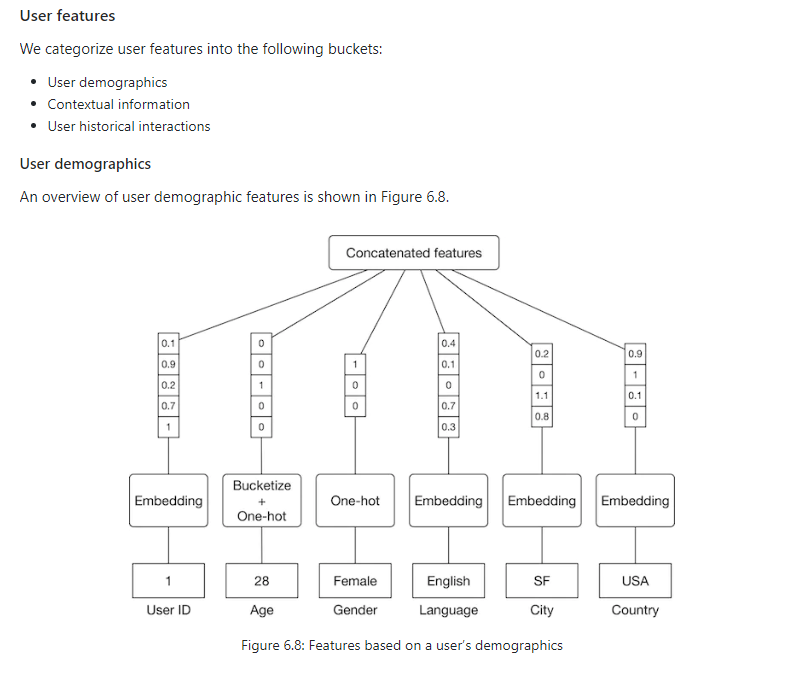 User features
We categorize user features into the following buckets:
• User demographics
• Contextual information
• User historical interactions
User demographics
An overview of user demographic features is shown in Figure 6.8.
Concatenated features
0.1
0.9
0.2
0.7
1
0
0
1
0
0
1
0
0
0.4
0.1
0
0.7
0.3
0.2
0
1.1
0.8
0.9
1
0.1
0
Embedding
Bucketize
+
One-hot
One-hot
Embedding
Embedding
Embedding
1
28
Female
English
SF
USA
User ID
Age
Gender
Language
City
Country
Figure 6.8: Features based on a user's demographics